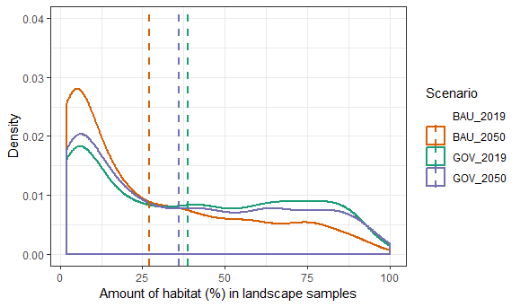 0.04
0.03
0.02
0.01
0.00
Density
0
25
50
75
100
Amount of habitat (%) in landscape samples
Scenario
BAU_2019
BAU_2050
GOV_2019
GOV_2050